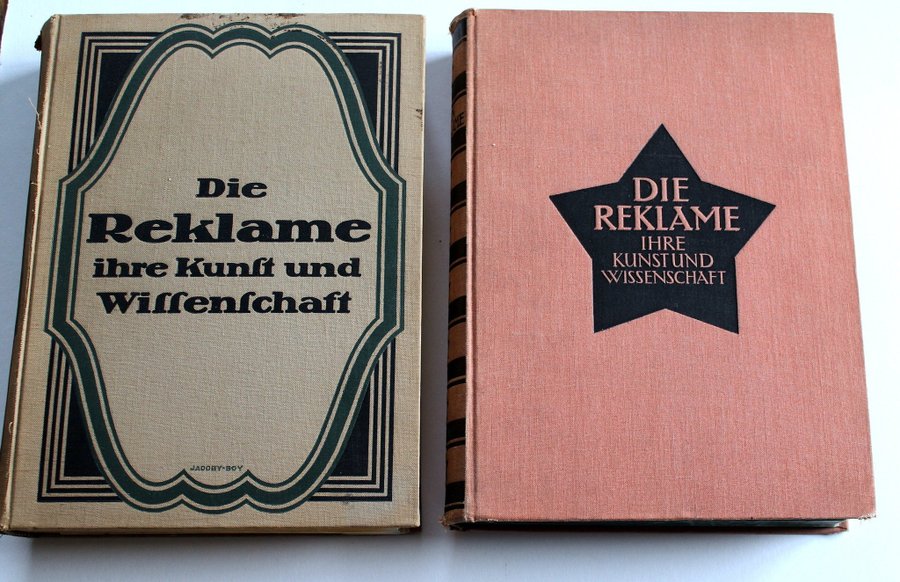 Die
Reklame
ihre Kunſt und
Wiſſenſchaft
JACOBY-BOY
DIE
REKLAME
IHRE
KUNST UND
WISSENSCHAFT